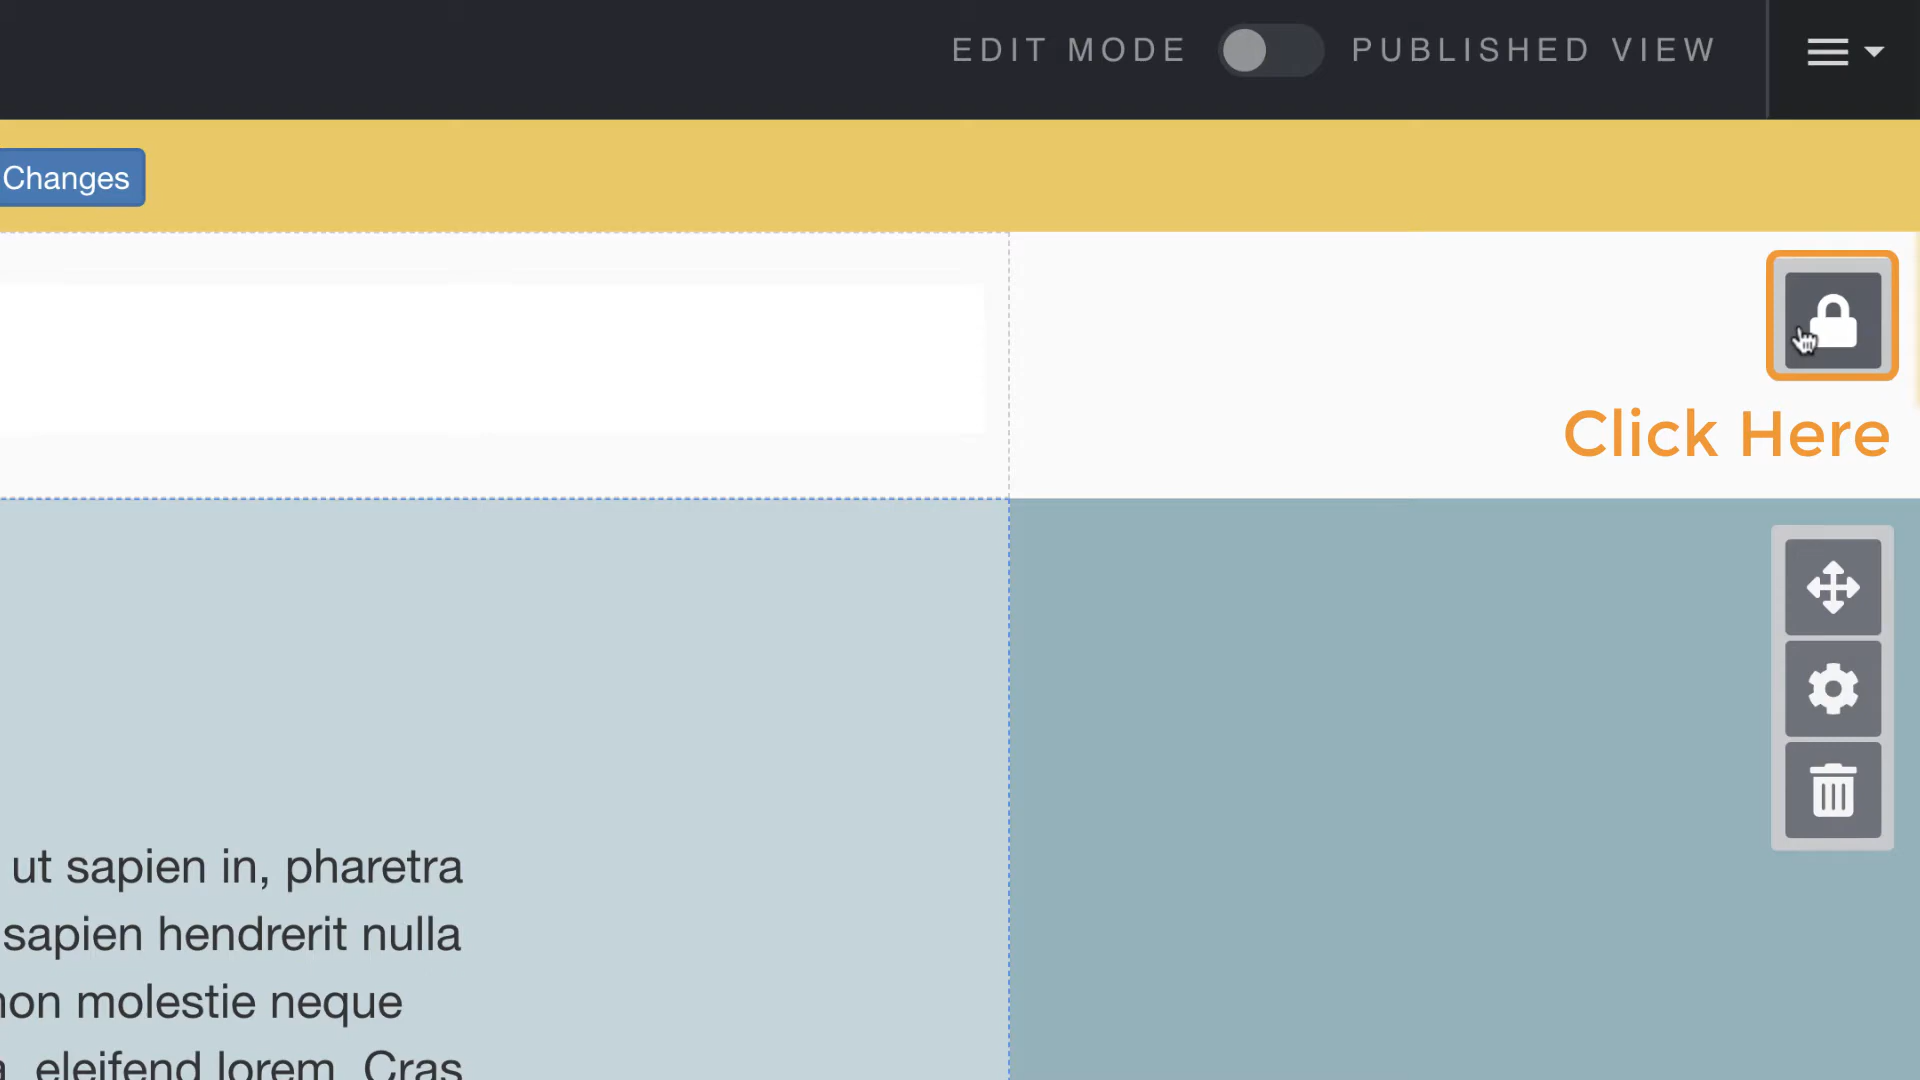 EDIT MODE PUBLISHED VIEW
Changes
Click Here
ut sapien in, pharetra
sapien hendrerit nulla
non molestie neque
eleifend lorem. Cras